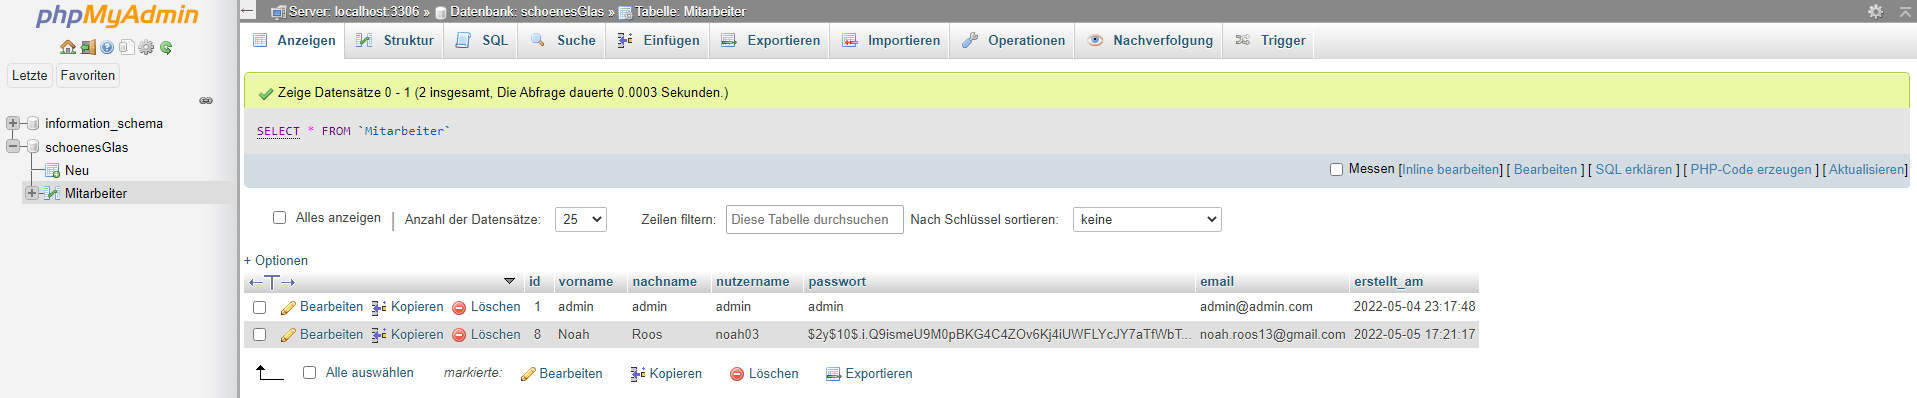 phpMyAdmin
Letzte Favoriten
information_schema
schoenesGlas
Neu
Mitarbeiter
Server: localhost:3306 » Datenbank: schoenesGlas » Tabelle: Mitarbeiter
Anzeigen Struktur SQL Suche Einfügen Exportieren Importieren Operationen Nachverfolgung Trigger
Zeige Datensätze 0 - 1 (2 insgesamt, Die Abfrage dauerte 0.0003 Sekunden.)
SELECT * FROM `Mitarbeiter`
Messen [Inline bearbeiten] [ Bearbeiten ] [ SQL erklären ] [ PHP-Code erzeugen ] [ Aktualisieren]
Alles anzeigen | Anzahl der Datensätze: 25 Zeilen filtern: Diese Tabelle durchsuchen Nach Schlüssel sortieren: keine
+ Optionen
←T→ id vorname nachname nutzername passwort email erstellt_am
Bearbeiten Kopieren Löschen 1 admin admin admin admin admin@admin.com 2022-05-04 23:17:48
Bearbeiten Kopieren Löschen 8 Noah Roos noah03 $2y$10$.i.Q9ismeU9M0pBKG4C4ZOv6Kj4iUWFLYcJY7aTfWbT... noah.roos13@gmail.com 2022-05-05 17:21:17
Alle auswählen markierte: Bearbeiten Kopieren Löschen Exportieren